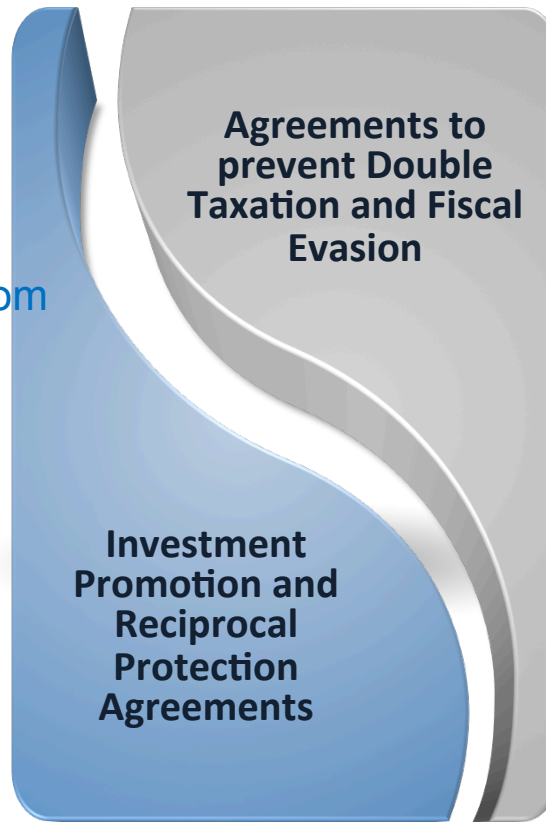 Agreements to
prevent Double
Taxation and Fiscal
Evasion
om
Investment
Promotion and
Reciprocal
Protection
Agreements